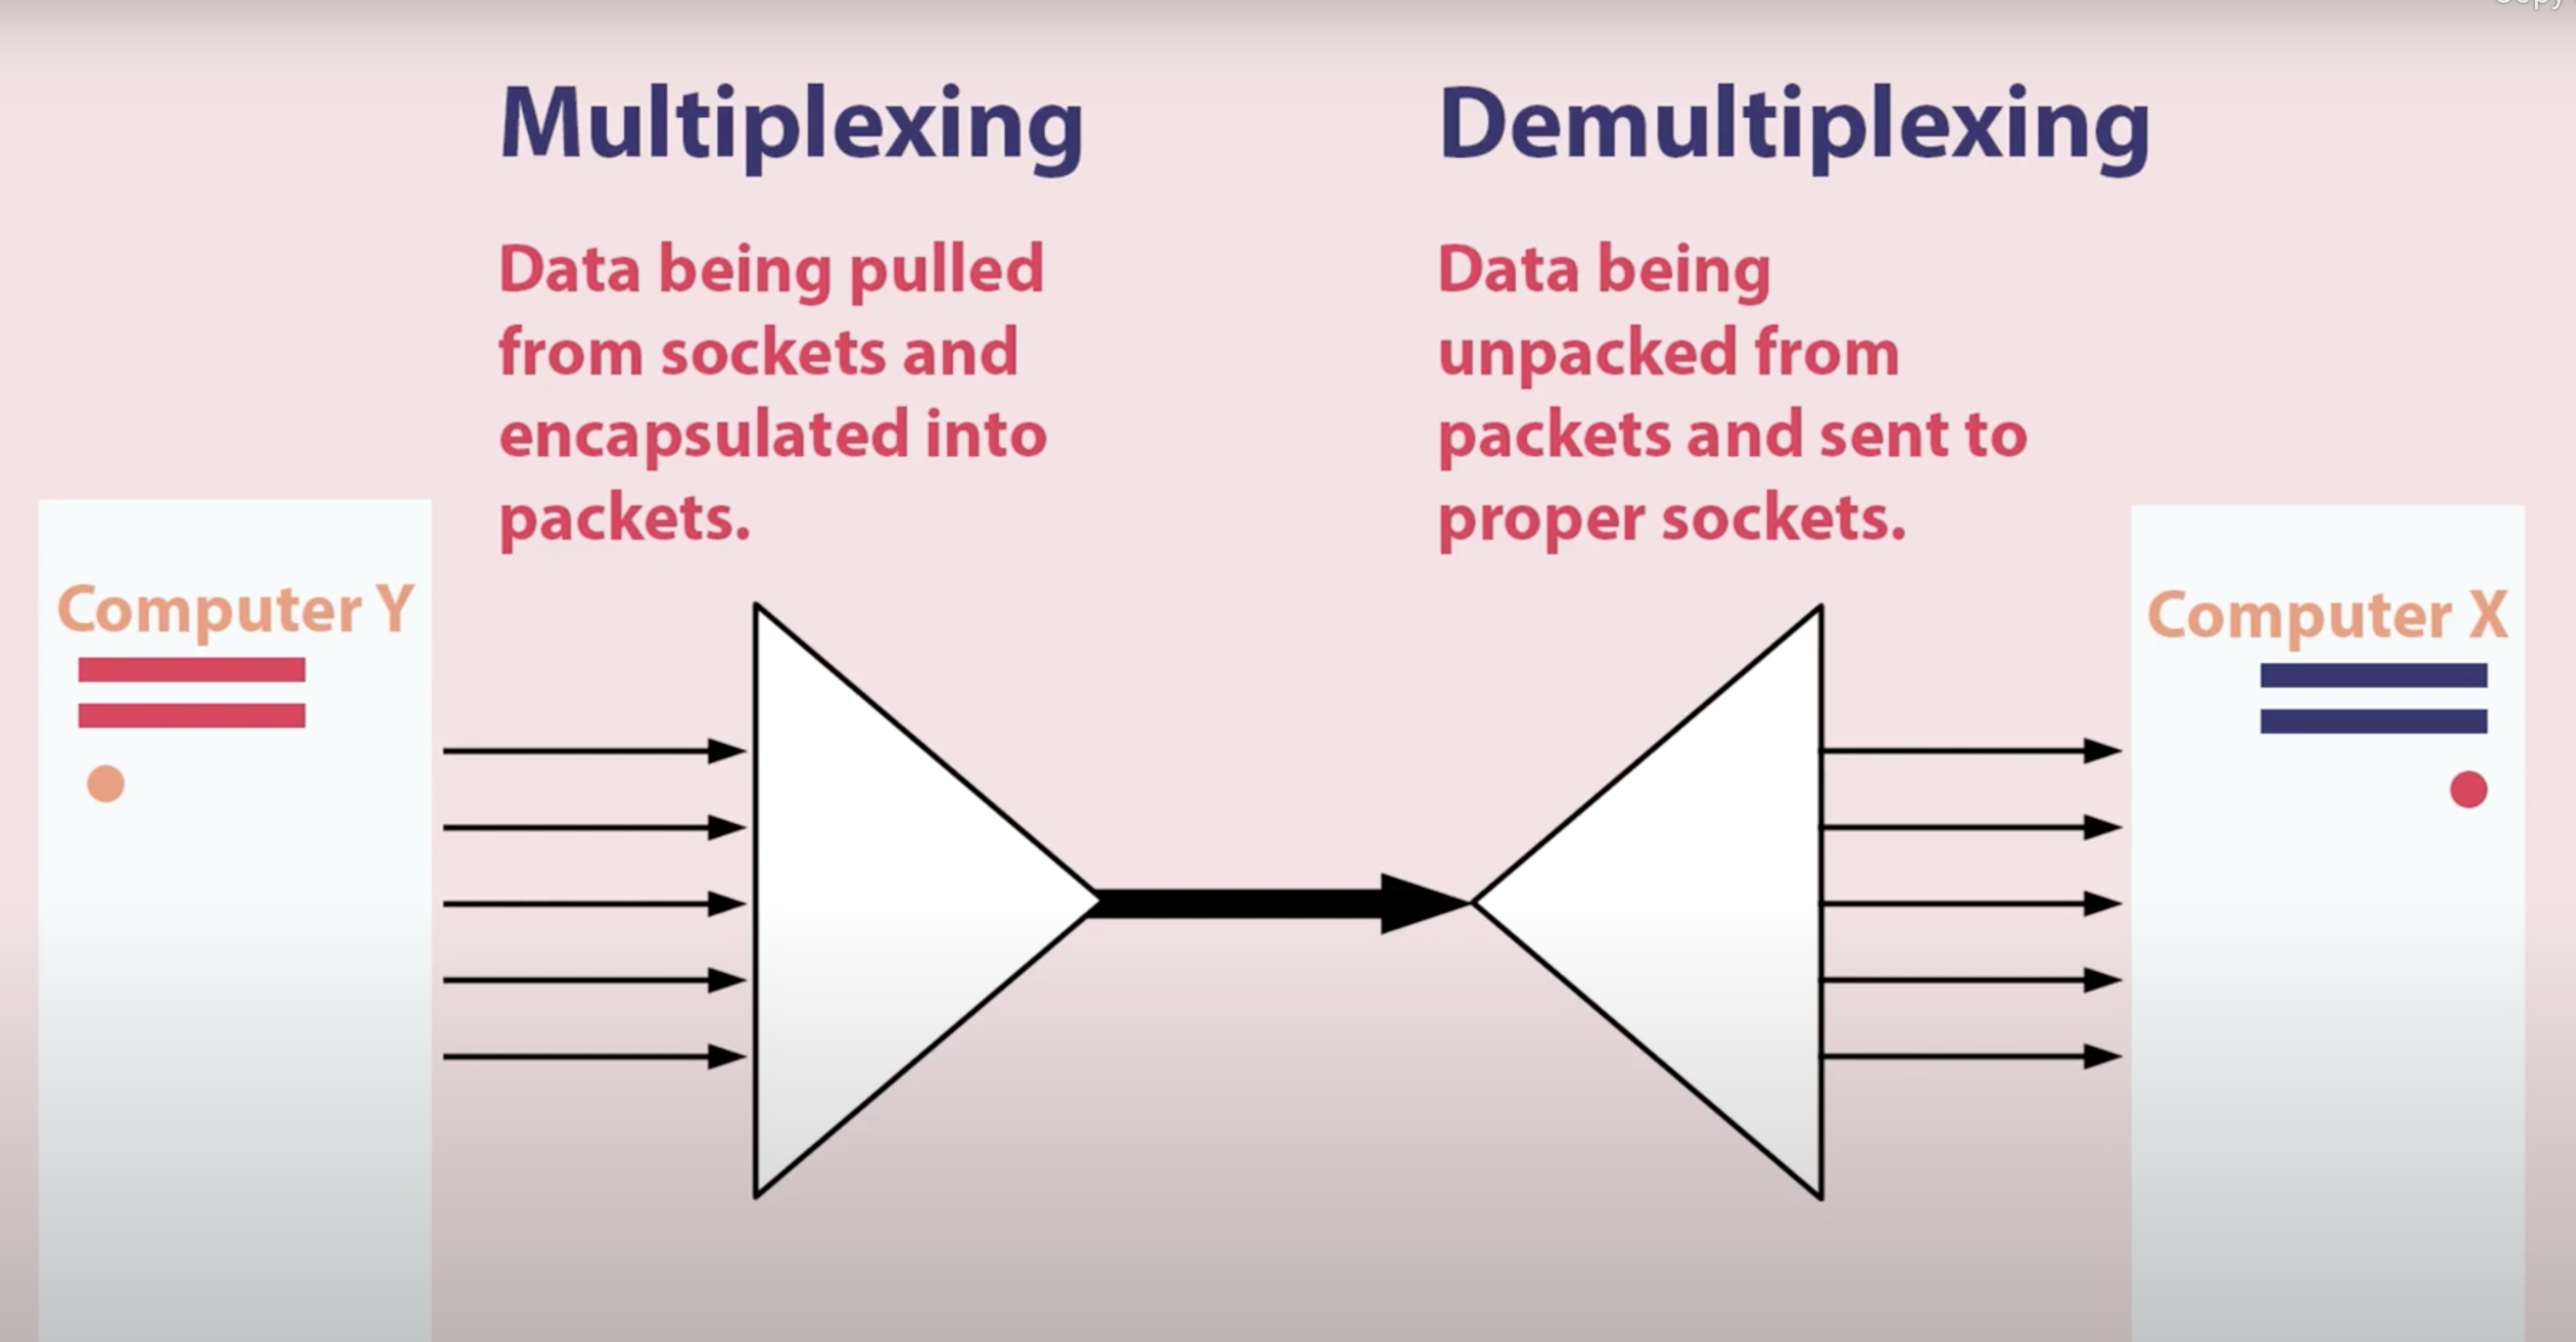 Copy
Multiplexing
Data being pulled
from sockets and
encapsulated into
packets.
Demultiplexing
Data being
unpacked from
packets and sent to
proper sockets.
Computer Y
Computer X